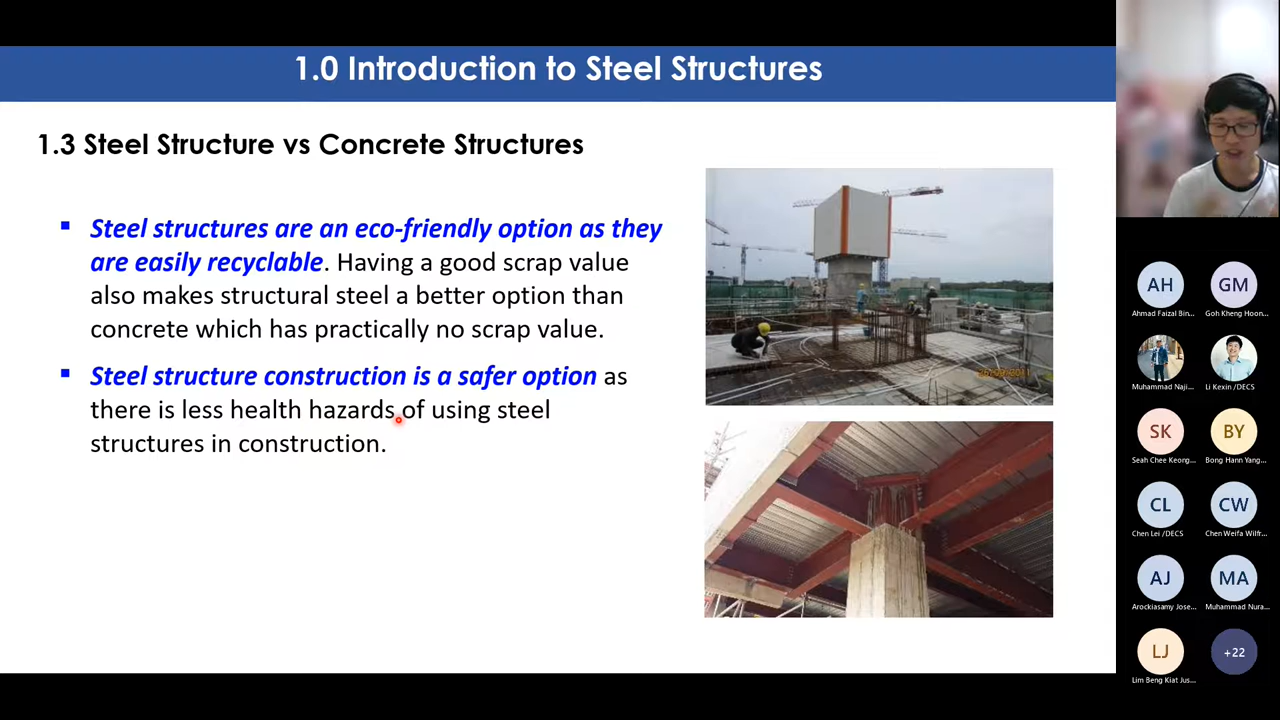 1.0 Introduction to Steel Structures
1.3 Steel Structure vs Concrete Structures
▪ Steel structures are an eco-friendly option as they
are easily recyclable. Having a good scrap value
also makes structural steel a better option than
concrete which has practically no scrap value.
▪ Steel structure construction is a safer option as
there is less health hazards of using steel
structures in construction.
AH
GM
Ahmad Faizal Bin...
Goh Kheng Hoon...
Muhammad Naji...
Li Kexin /DECS
SK
BY
Seah Chee Keong...
Bong Hann Yang...
CL
CW
Chen Lei /DECS
Chen Weifa Wilfr...
AJ
MA
Arockiasamy Jose...
Muhammad Nura...
LJ
+22
Lim Beng Kiat Jus...